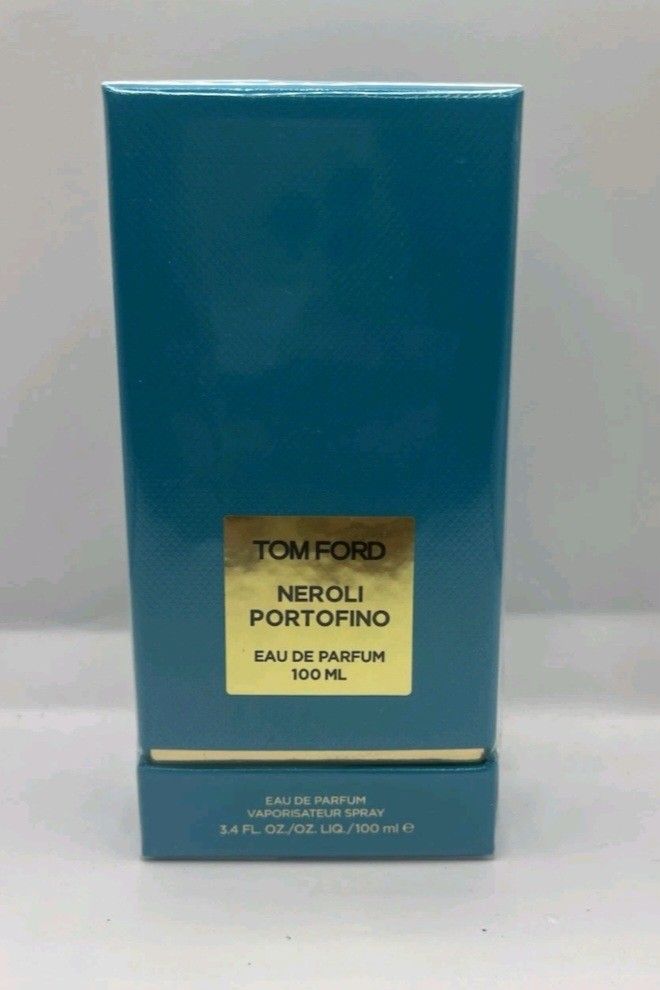 TOM FORD
NEROLI
PORTOFINO
EAU DE PARFUM
100 ML
EAU DE PARFUM
VAPORISATEUR SPRAY
3.4 FL. OZ./OZ. LIQ./100 ml ℮